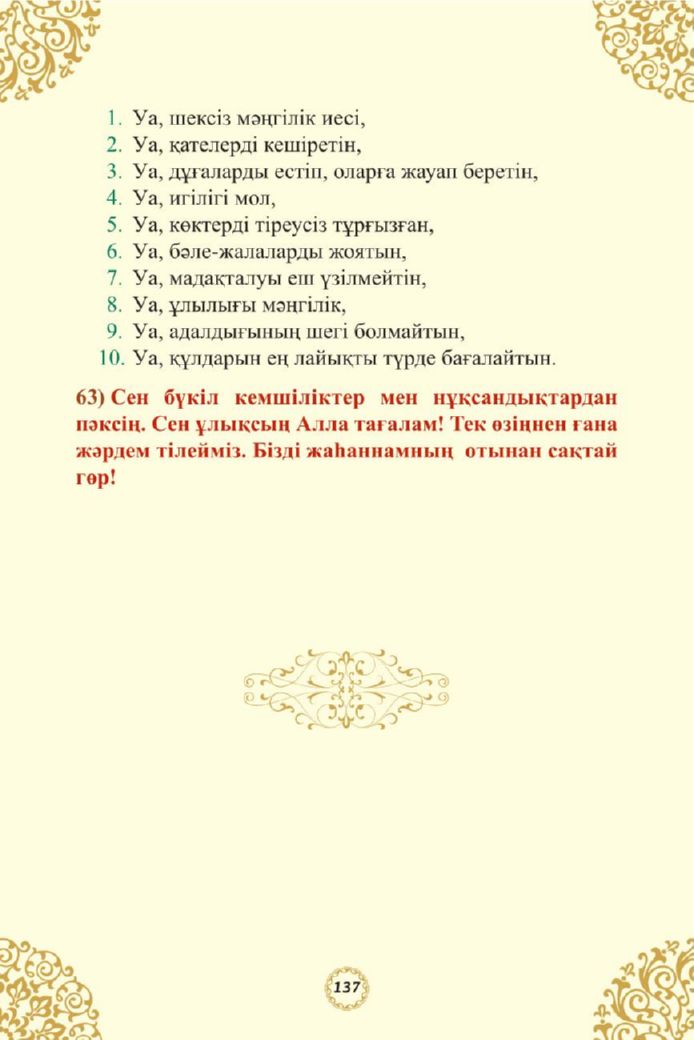 1. Уа, шексіз мәңгілік иесі,
2. Уа, қателерді кешіретін,
3. Уа, дұғаларды естіп, оларға жауап беретін,
4. Уа, игілігі мол,
5. Уа, көктерді тіреусіз тұрғызған,
6. Уа, бәле-жалаларды жоятын,
7. Уа, мадақталуы еш үзілмейтін,
8. Уа, ұлылығы мәңгілік,
9. Уа, адалдығының шегі болмайтын,
10. Уа, құлдарын ең лайықты түрде бағалайтын.
63) Сен бүкіл кемшіліктер мен нұқсандықтардан
пәксің. Сен ұлықсың Алла тағалам! Тек өзіңнен ғана
жәрдем тілейміз. Бізді жаһаннамның отынан сақтай
гөр!
137